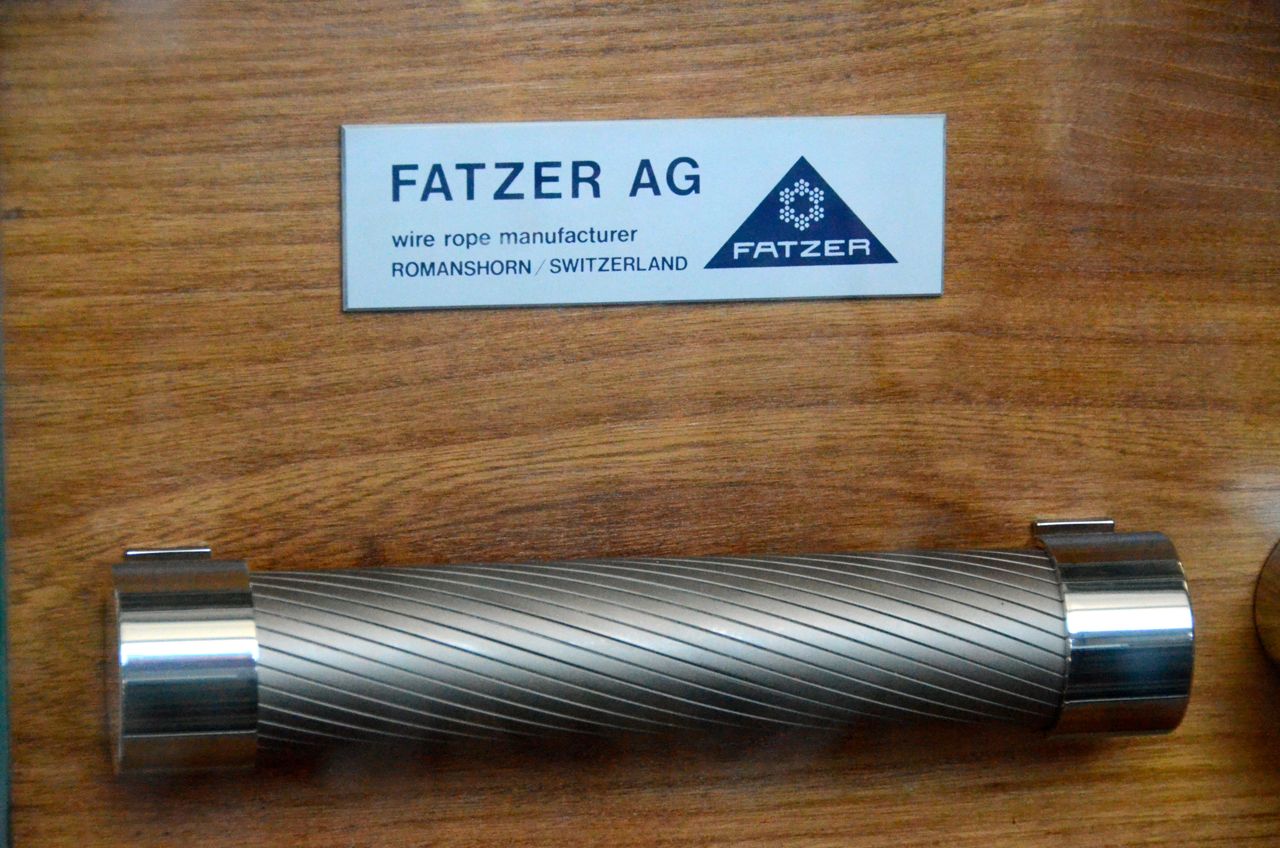 FATZER AG
wire rope manufacturer
ROMANSHORN / SWITZERLAND
FATZER